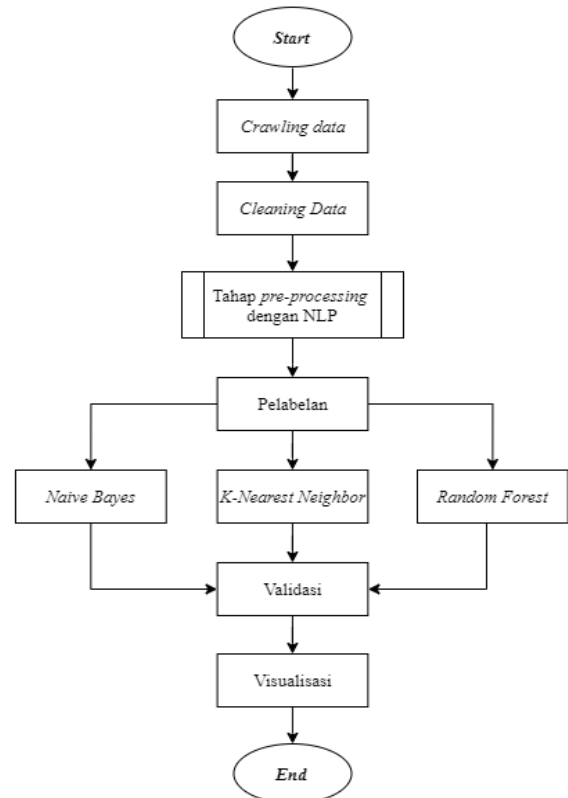 Start
Crawling data
Cleaning Data
Tahap pre-processing
dengan NLP
Pelabelan
Naive Bayes
K-Nearest Neighbor
Random Forest
Validasi
Visualisasi
End